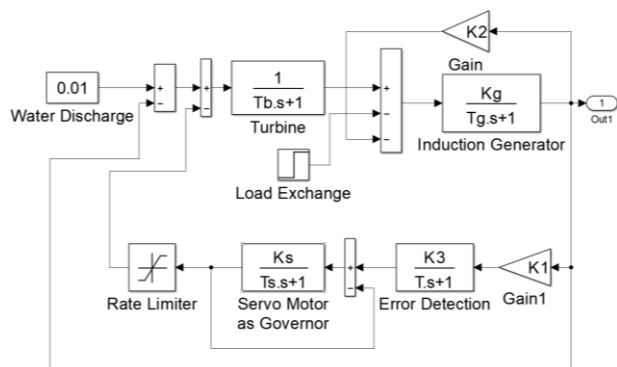 K2
Gain
0.01
Water Discharge
+
−
+
−
1
Tb.s+1
Turbine
+
−
−
Kg
Tg.s+1
Induction Generator
1
Out1
Load Exchange
Rate Limiter
Ks
Ts.s+1
Servo Motor
as Governor
+
−
K3
T.s+1
Error Detection
K1
Gain1